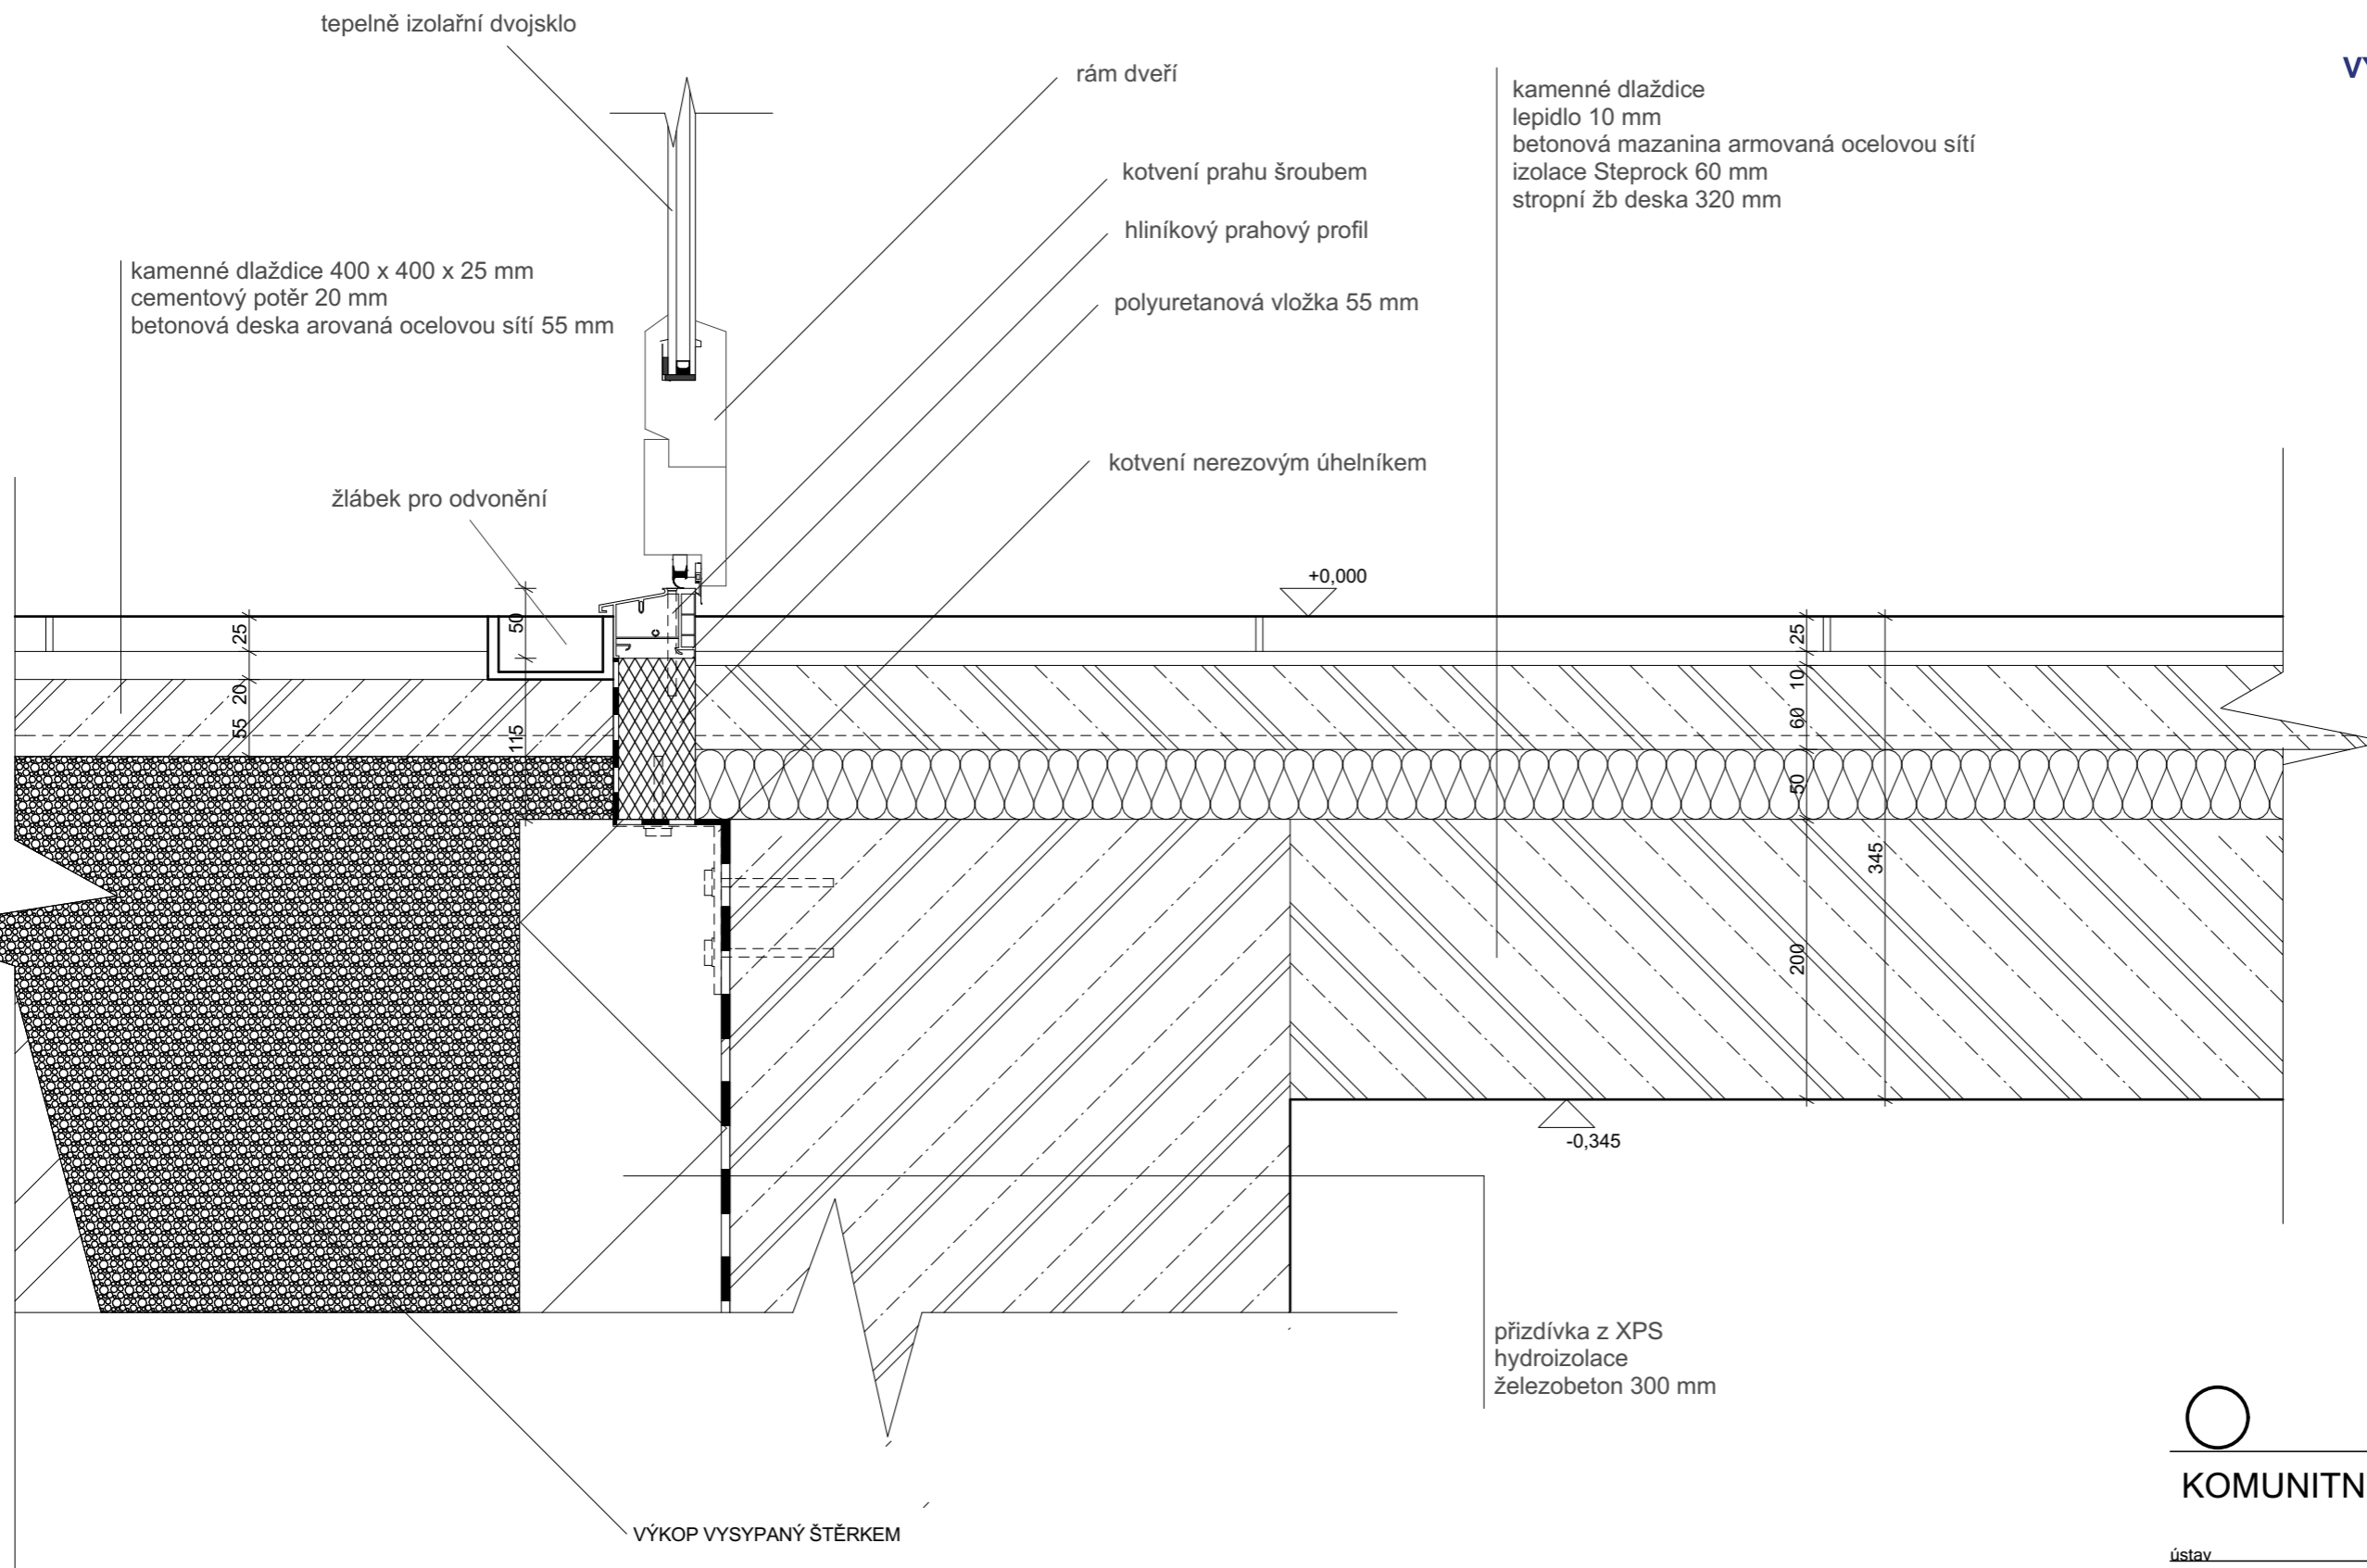 tepelně izolařní dvojsklo
rám dveří
VÝ
kamenné dlaždice
lepidlo 10 mm
betonová mazanina armovaná ocelovou sítí
izolace Steprock 60 mm
stropní žb deska 320 mm
kotvení prahu šroubem
hliníkový prahový profil
kamenné dlaždice 400 x 400 x 25 mm
cementový potěr 20 mm
betonová deska arovaná ocelovou sítí 55 mm
polyuretanová vložka 55 mm
kotvení nerezovým úhelníkem
žlábek pro odvonění
+0,000
25
20
55
50
115
25
10
60
50
200
345
-0,345
přizdívka z XPS
hydroizolace
železobeton 300 mm
VÝKOP VYSYPANÝ ŠTĚRKEM
KOMUNITN
ústav